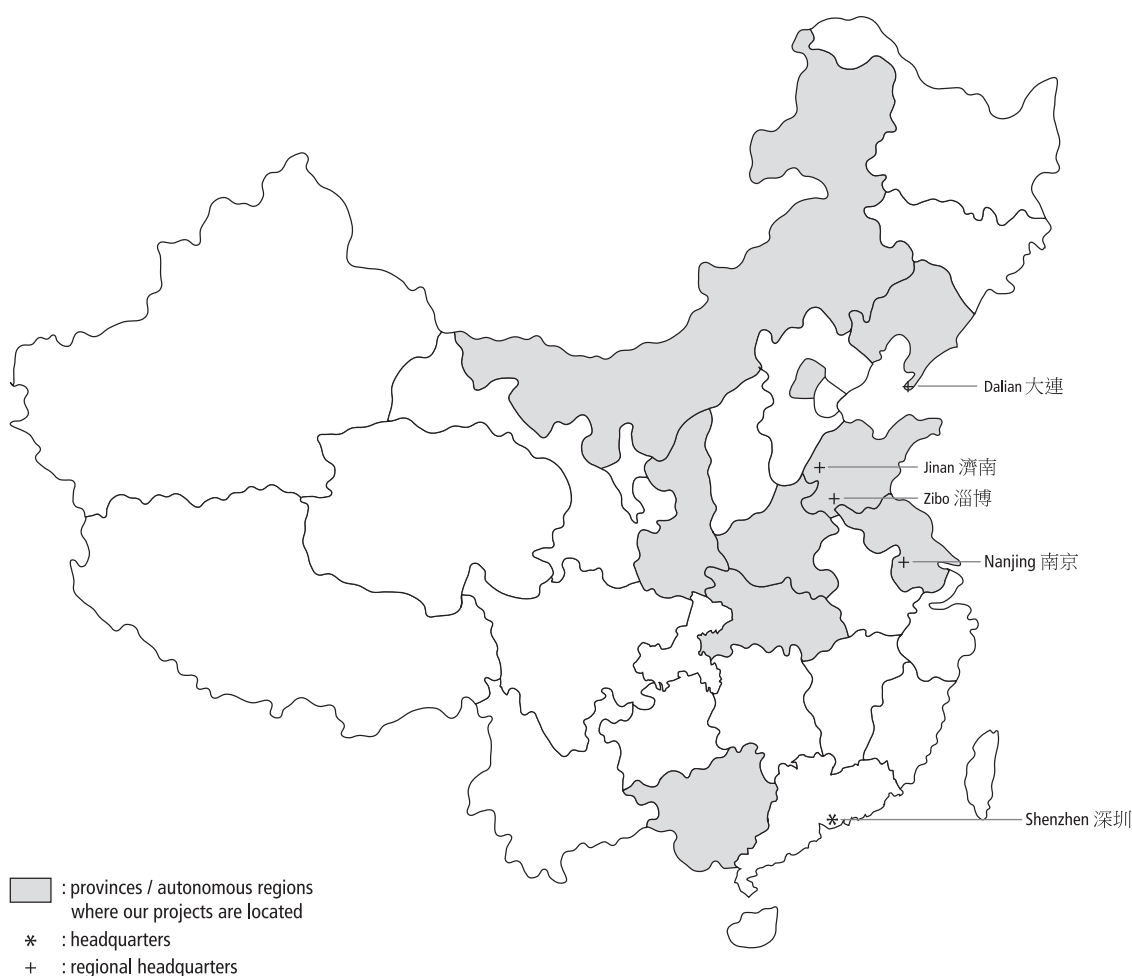 Dalian 大連
Jinan 濟南
Zibo 淄博
Nanjing 南京
Shenzhen 深圳
: provinces / autonomous regions
where our projects are located
* : headquarters
+ : regional headquarters